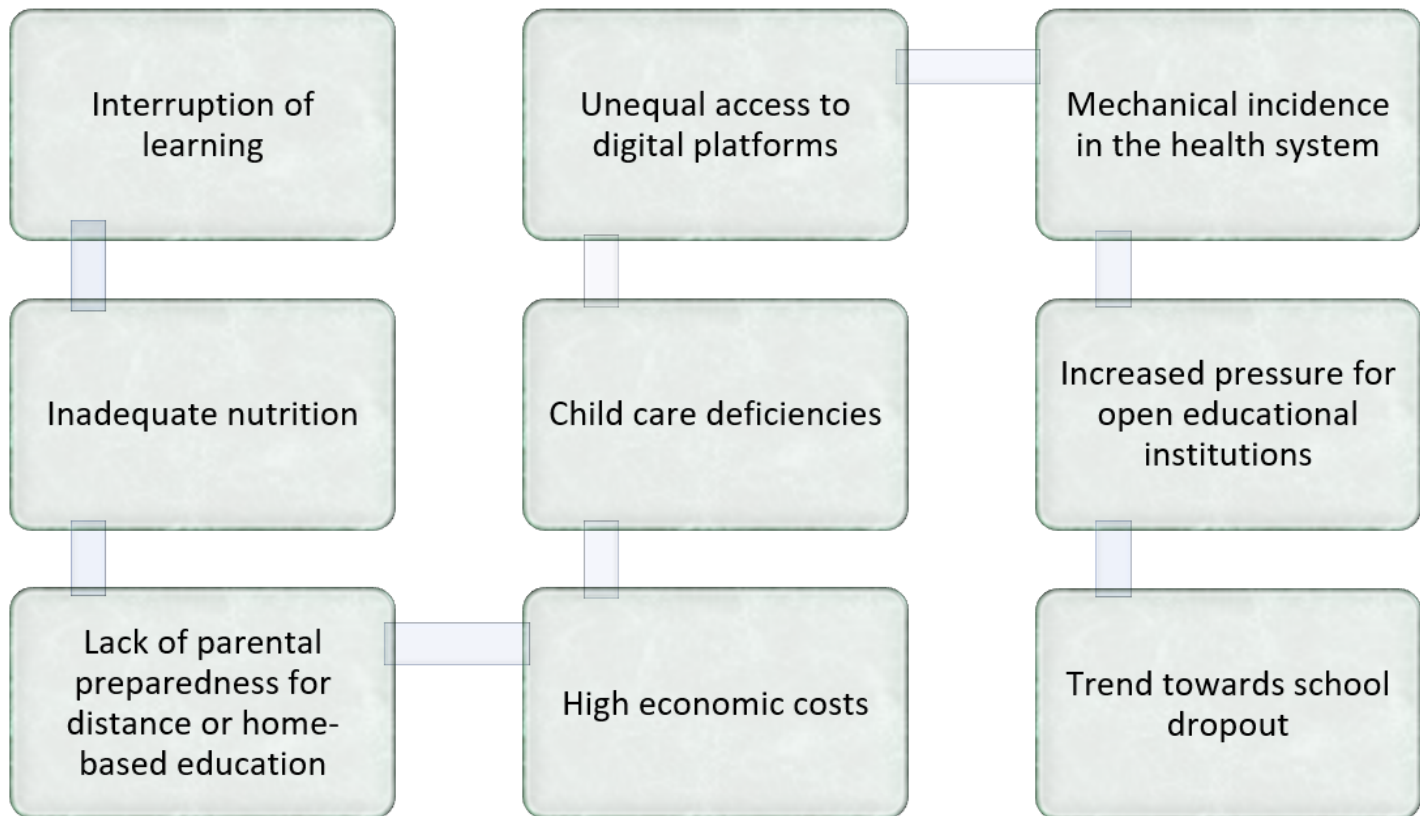 Interruption of
learning
Inadequate nutrition
Lack of parental
preparedness for
distance or home-
based education
High economic costs
Child care deficiencies
Unequal access to
digital platforms
Mechanical incidence
in the health system
Increased pressure for
open educational
institutions
Trend towards school
dropout